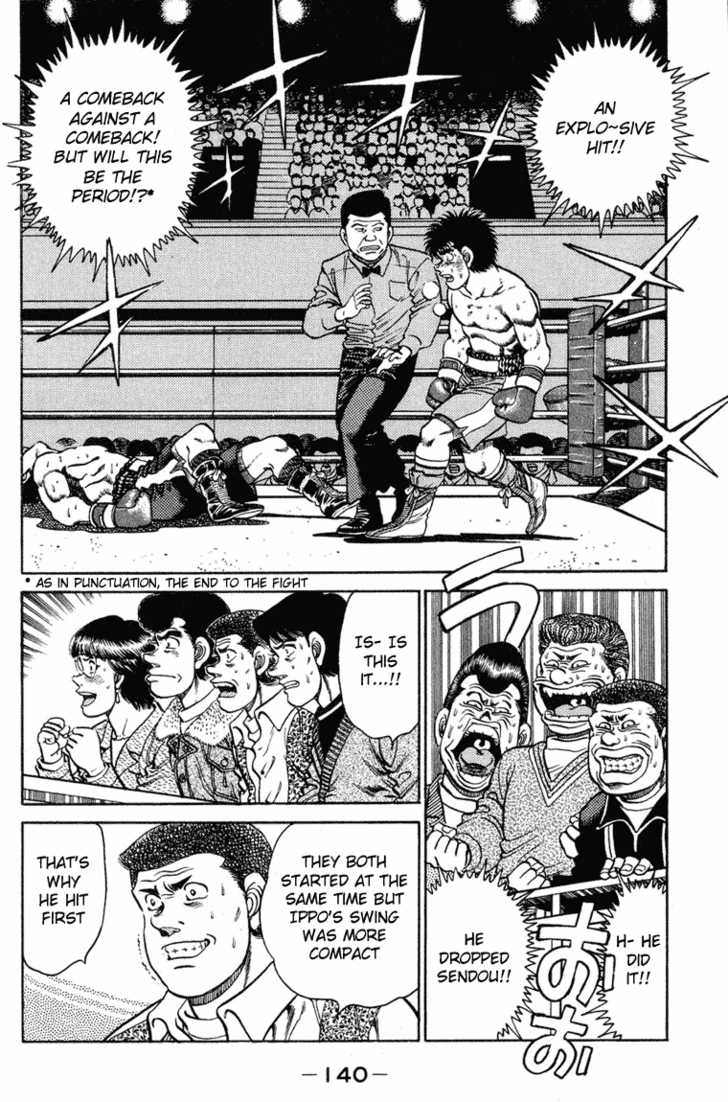 AN
EXPLO~SIVE
HIT!!
A COMEBACK
AGAINST A
COMEBACK!
BUT WILL THIS
BE THE
PERIOD!?*
* AS IN PUNCTUATION, THE END TO THE FIGHT
うおお
H- HE
DID
IT!!
HE
DROPPED
SENDOU!!
IS- IS
THIS
IT...!!
THEY BOTH
STARTED AT THE
SAME TIME BUT
IPPO'S SWING
WAS MORE
COMPACT
THAT'S
WHY
HE HIT
FIRST
-140-